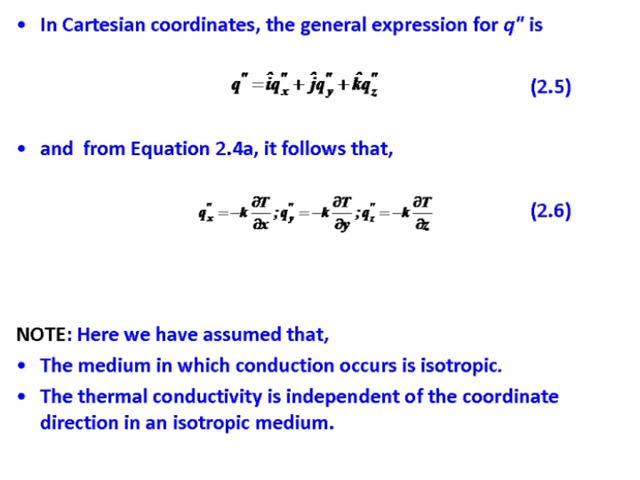 • In Cartesian coordinates, the general expression for q" is
q" = îq"ₓ + ĵq"ᵧ + k̂q"_z (2.5)
• and from Equation 2.4a, it follows that,
q"ₓ = −k ∂T/∂x ; q"ᵧ = −k ∂T/∂y ; q"_z = −k ∂T/∂z (2.6)
NOTE: Here we have assumed that,
• The medium in which conduction occurs is isotropic.
• The thermal conductivity is independent of the coordinate
direction in an isotropic medium.